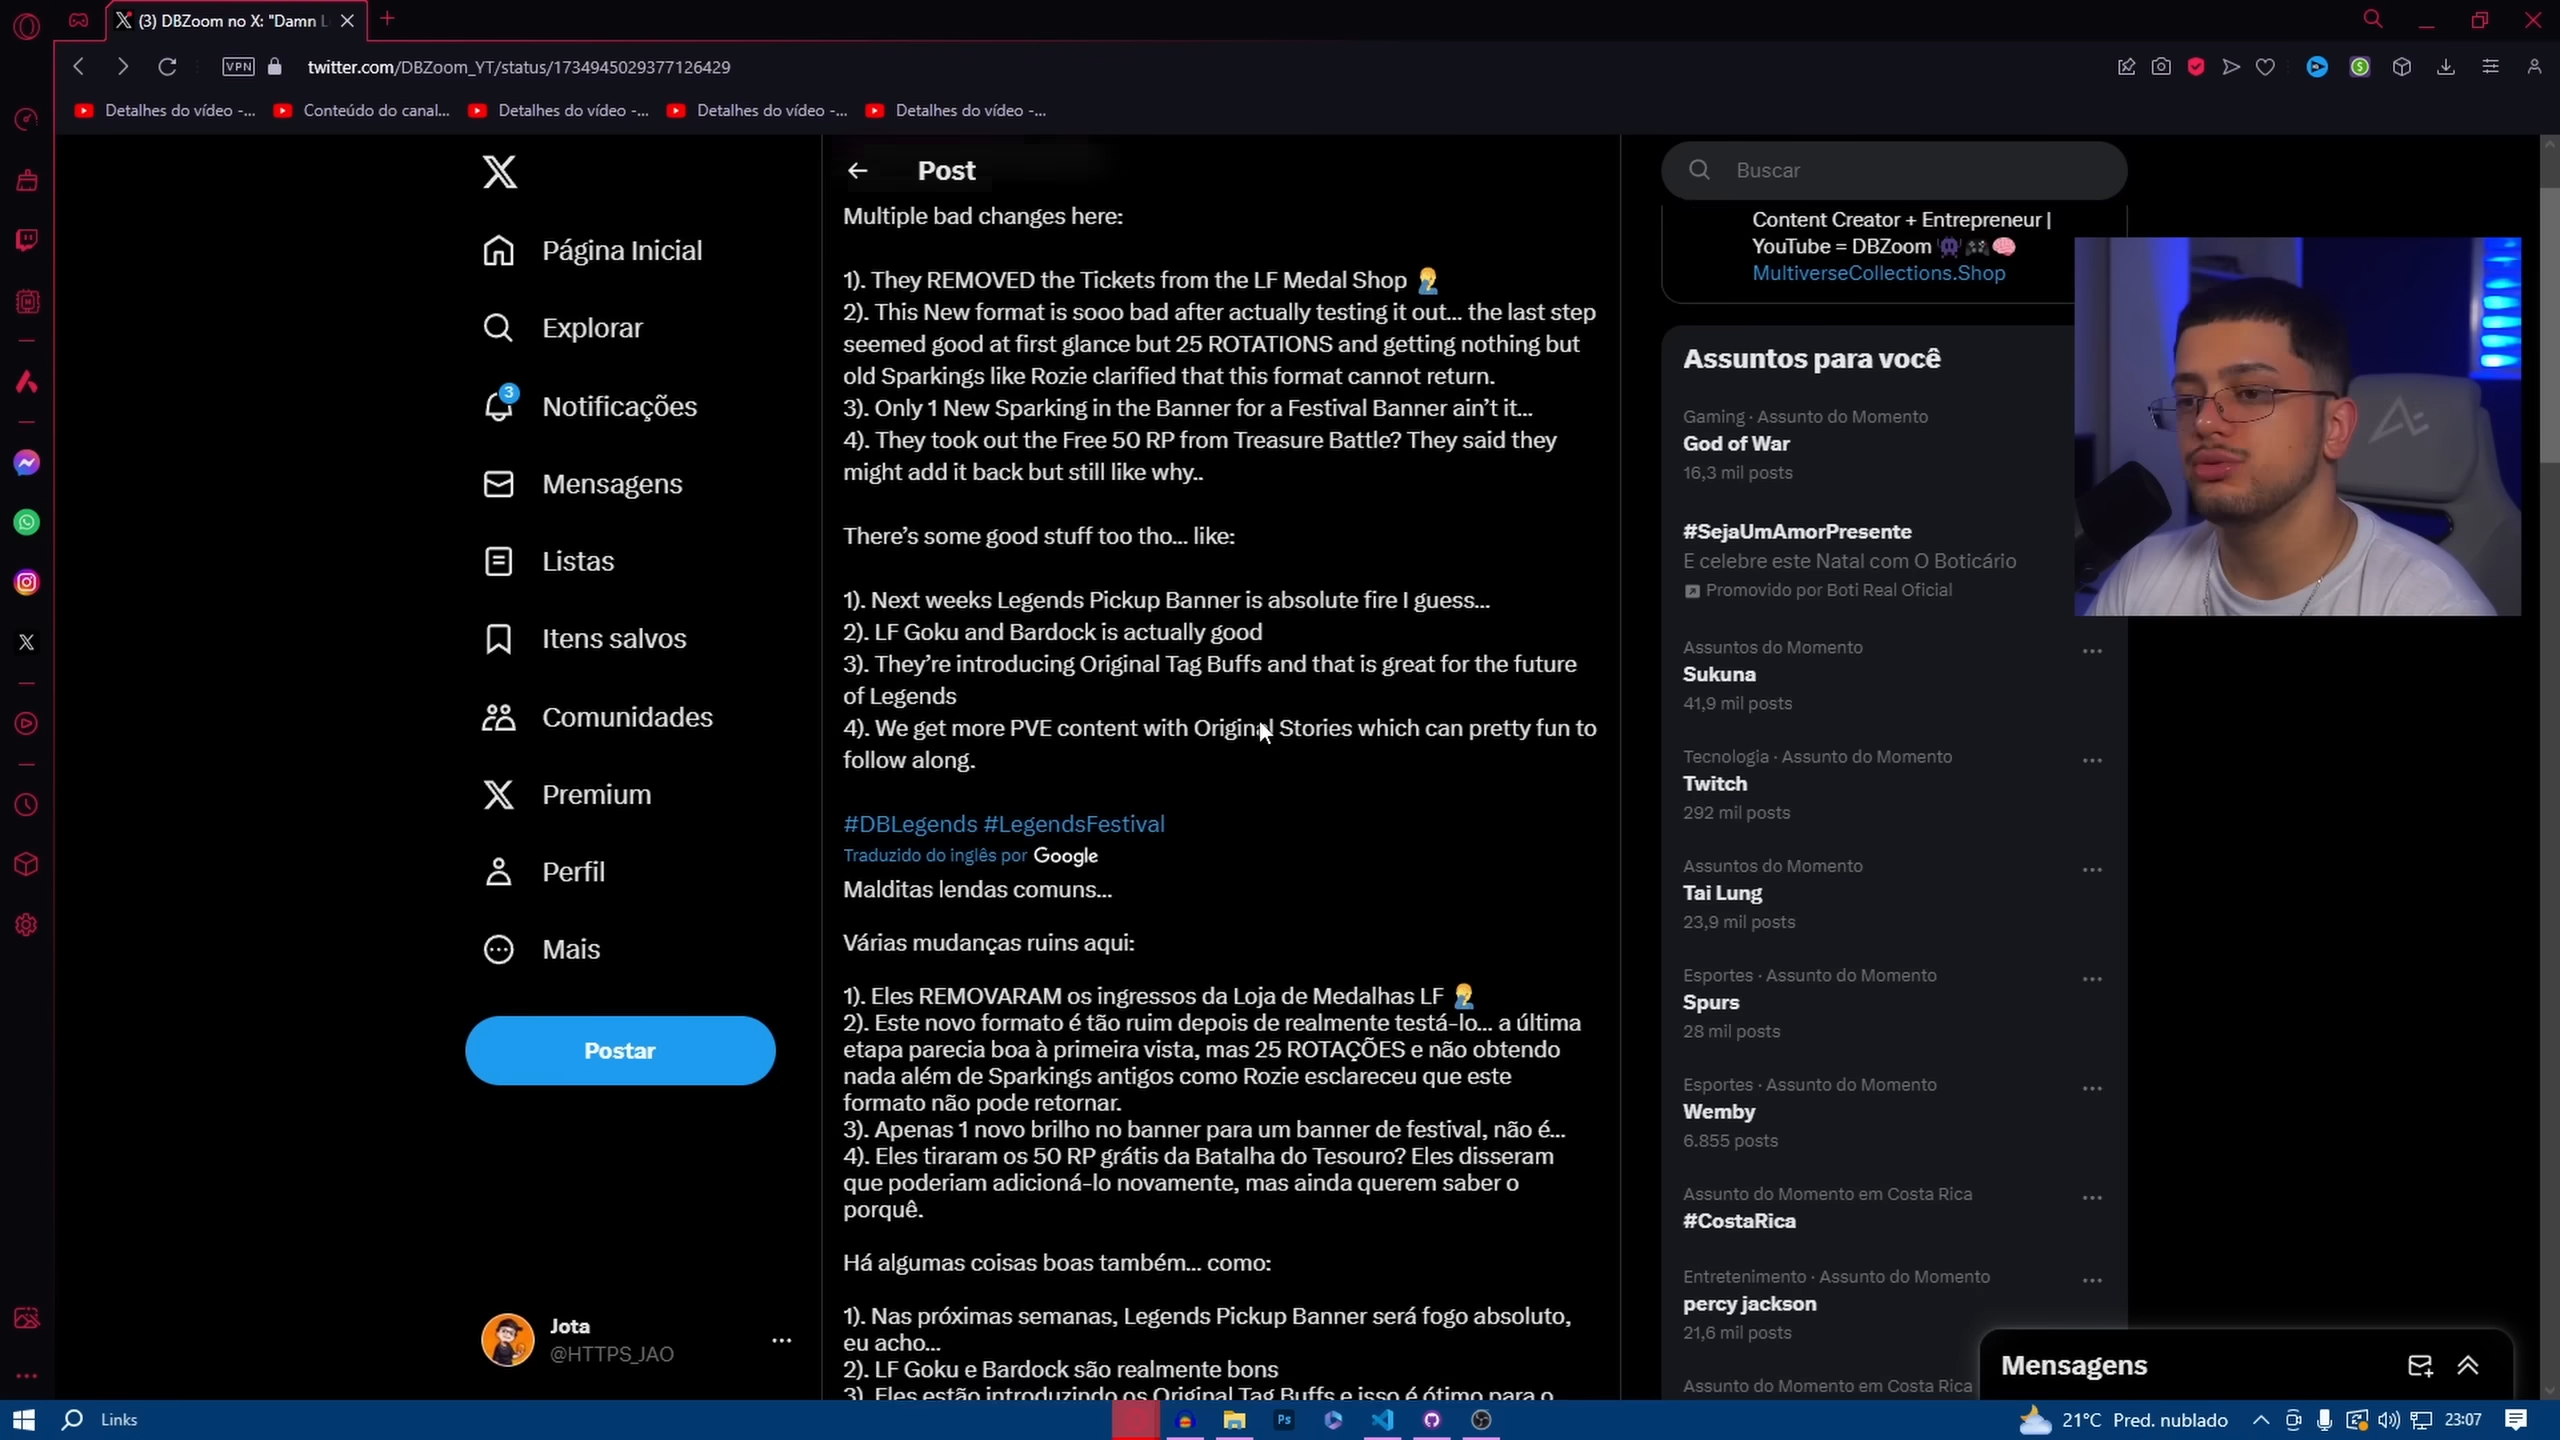 (3) DBZoom no X: "Damn L
VPN
twitter.com/DBZoom_YT/status/1734945029377126429
Detalhes do vídeo -...
Conteúdo do canal...
Detalhes do vídeo -...
Detalhes do vídeo -...
Detalhes do vídeo -...
Página Inicial
Explorar
3
Notificações
Mensagens
Listas
Itens salvos
Comunidades
Premium
Perfil
Mais
Postar
Jota
@HTTPS_JAO
Post
Multiple bad changes here:
1). They REMOVED the Tickets from the LF Medal Shop 🤦‍♂️
2). This New format is sooo bad after actually testing it out... the last step
seemed good at first glance but 25 ROTATIONS and getting nothing but
old Sparkings like Rozie clarified that this format cannot return.
3). Only 1 New Sparking in the Banner for a Festival Banner ain’t it...
4). They took out the Free 50 RP from Treasure Battle? They said they
might add it back but still like why..
There’s some good stuff too tho... like:
1). Next weeks Legends Pickup Banner is absolute fire I guess...
2). LF Goku and Bardock is actually good
3). They’re introducing Original Tag Buffs and that is great for the future
of Legends
4). We get more PVE content with Original Stories which can pretty fun to
follow along.
#DBLegends #LegendsFestival
Traduzido do inglês por Google
Malditas lendas comuns...
Várias mudanças ruins aqui:
1). Eles REMOVARAM os ingressos da Loja de Medalhas LF 🤦‍♂️
2). Este novo formato é tão ruim depois de realmente testá-lo... a última
etapa parecia boa à primeira vista, mas 25 ROTAÇÕES e não obtendo
nada além de Sparkings antigos como Rozie esclareceu que este
formato não pode retornar.
3). Apenas 1 novo brilho no banner para um banner de festival, não é...
4). Eles tiraram os 50 RP grátis da Batalha do Tesouro? Eles disseram
que poderiam adicioná-lo novamente, mas ainda querem saber o
porquê.
Há algumas coisas boas também... como:
1). Nas próximas semanas, Legends Pickup Banner será fogo absoluto,
eu acho...
2). LF Goku e Bardock são realmente bons
3). Eles estão introduzindo os Original Tag Buffs e isso é ótimo para o
Buscar
Content Creator + Entrepreneur |
YouTube = DBZoom 👾🎮🧠
MultiverseCollections.Shop
Assuntos para você
Gaming · Assunto do Momento
God of War
16,3 mil posts
#SejaUmAmorPresente
E celebre este Natal com O Boticário
Promovido por Boti Real Oficial
Assuntos do Momento
Sukuna
41,9 mil posts
Tecnologia · Assunto do Momento
Twitch
292 mil posts
Assuntos do Momento
Tai Lung
23,9 mil posts
Esportes · Assunto do Momento
Spurs
28 mil posts
Esportes · Assunto do Momento
Wemby
6.855 posts
Assunto do Momento em Costa Rica
#CostaRica
Entretenimento · Assunto do Momento
percy jackson
21,6 mil posts
Assunto do Momento em Costa Rica
Mensagens
Links
Ps
21°C Pred. nublado
23:07